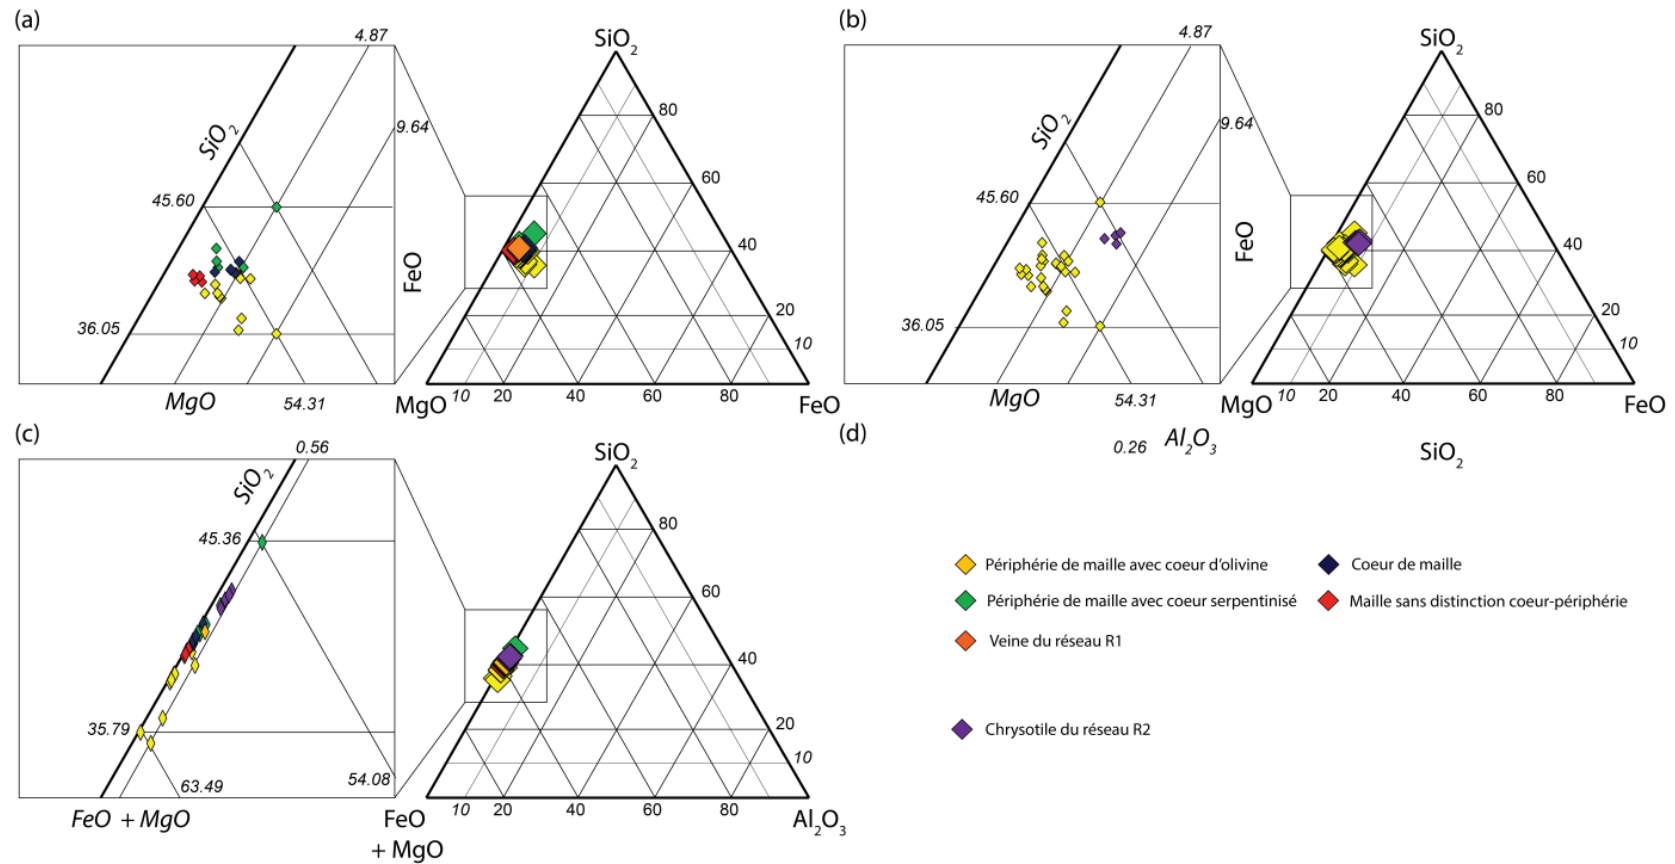 (a)
4.87
SiO2
80
9.64
SiO2
60
45.60
FeO
40
20
36.05
10
MgO
54.31
MgO 10 20 40 60 80 FeO
(b)
4.87
SiO2
80
9.64
SiO2
60
45.60
FeO
40
20
36.05
10
MgO
54.31
MgO 10 20 40 60 80 FeO
(c)
0.56
SiO2
SiO2
80
45.36
60
40
35.79
20
10
54.08
63.49
FeO + MgO
10 20 40 60 80
FeO
+ MgO
Al2O3
(d)
0.26 Al2O3
SiO2
Périphérie de maille avec coeur d'olivine
Coeur de maille
Périphérie de maille avec coeur serpentinisé
Maille sans distinction coeur-périphérie
Veine du réseau R1
Chrysotile du réseau R2